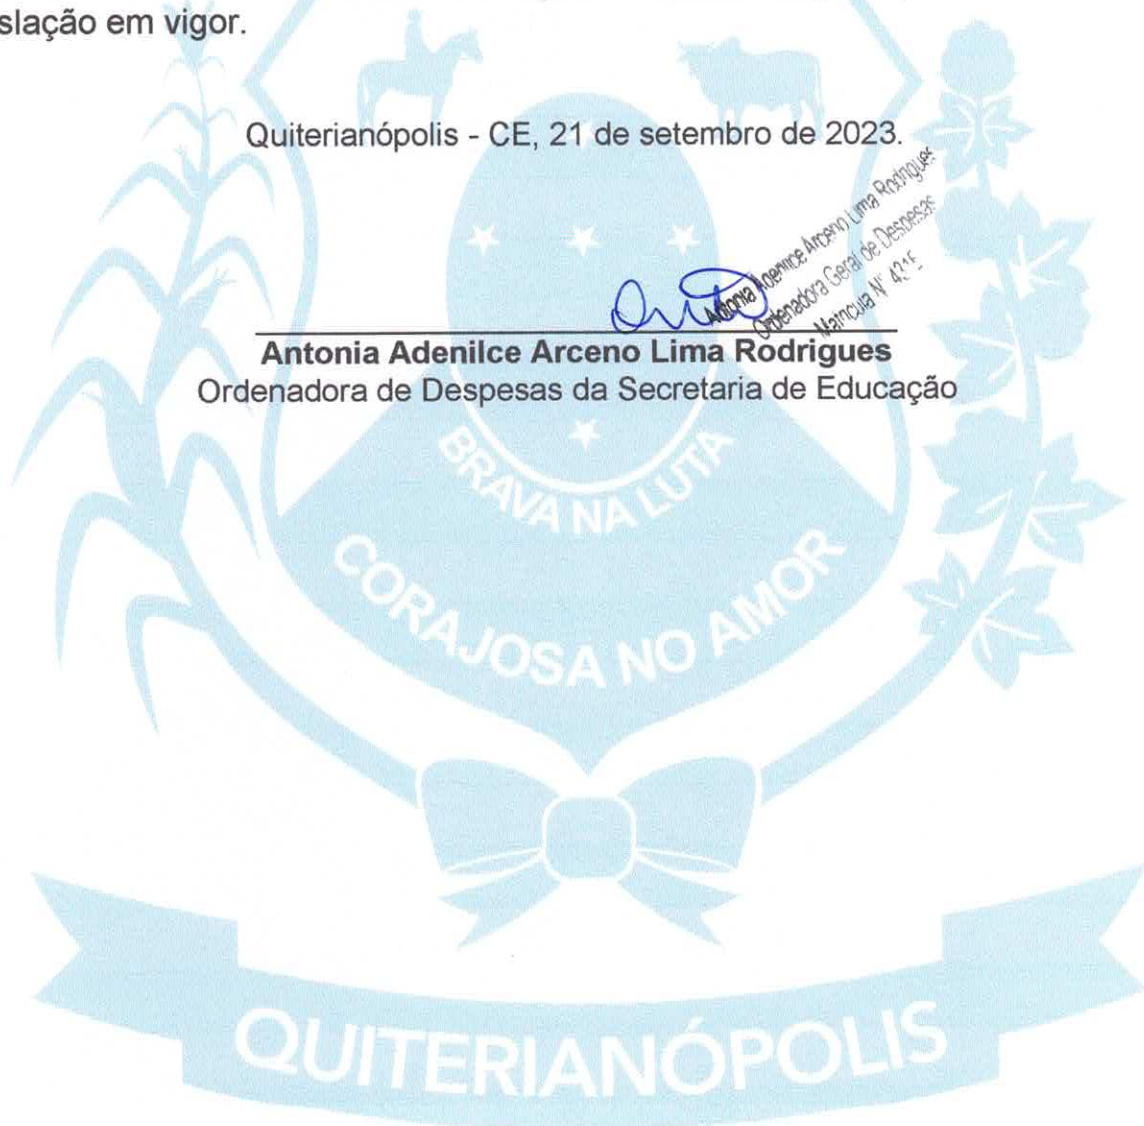 slação em vigor.
Quiterianópolis - CE, 21 de setembro de 2023.
Antonia Adenilce Arceno Lima Rodrigues
Ordenadora Geral de Despesas
Matricula Nº
Antonia Adenilce Arceno Lima Rodrigues
Ordenadora de Despesas da Secretaria de Educação
BRAVA NA LUTA
CORAJOSA NO AMOR
QUITERIANÓPOLIS